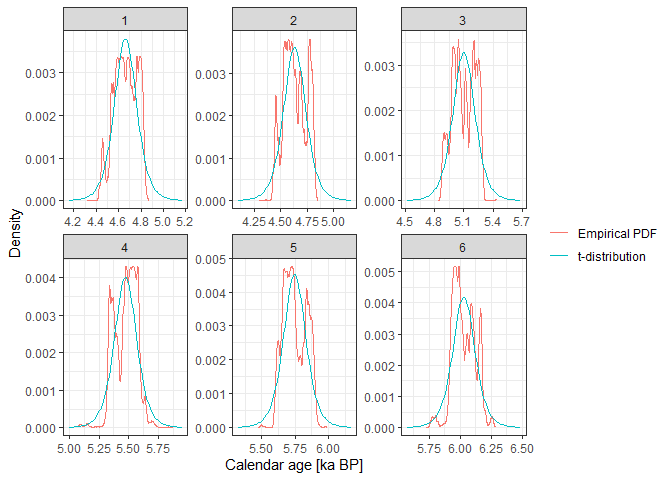 1 2 3
0.003 0.003 0.003
0.002 0.002 0.002
0.001 0.001 0.001
0.000 0.000 0.000
4.2 4.4 4.6 4.8 5.0 5.2 4.25 4.50 4.75 5.00 4.5 4.8 5.1 5.4 5.7
Density
Empirical PDF
t-distribution
4 5 6
0.004 0.005 0.005
0.003 0.004 0.004
0.002 0.003 0.003
0.001 0.002 0.002
0.000 0.001 0.001
0.000 0.000
5.00 5.25 5.50 5.75 5.50 5.75 6.00 5.75 6.00 6.25 6.50
Calendar age [ka BP]